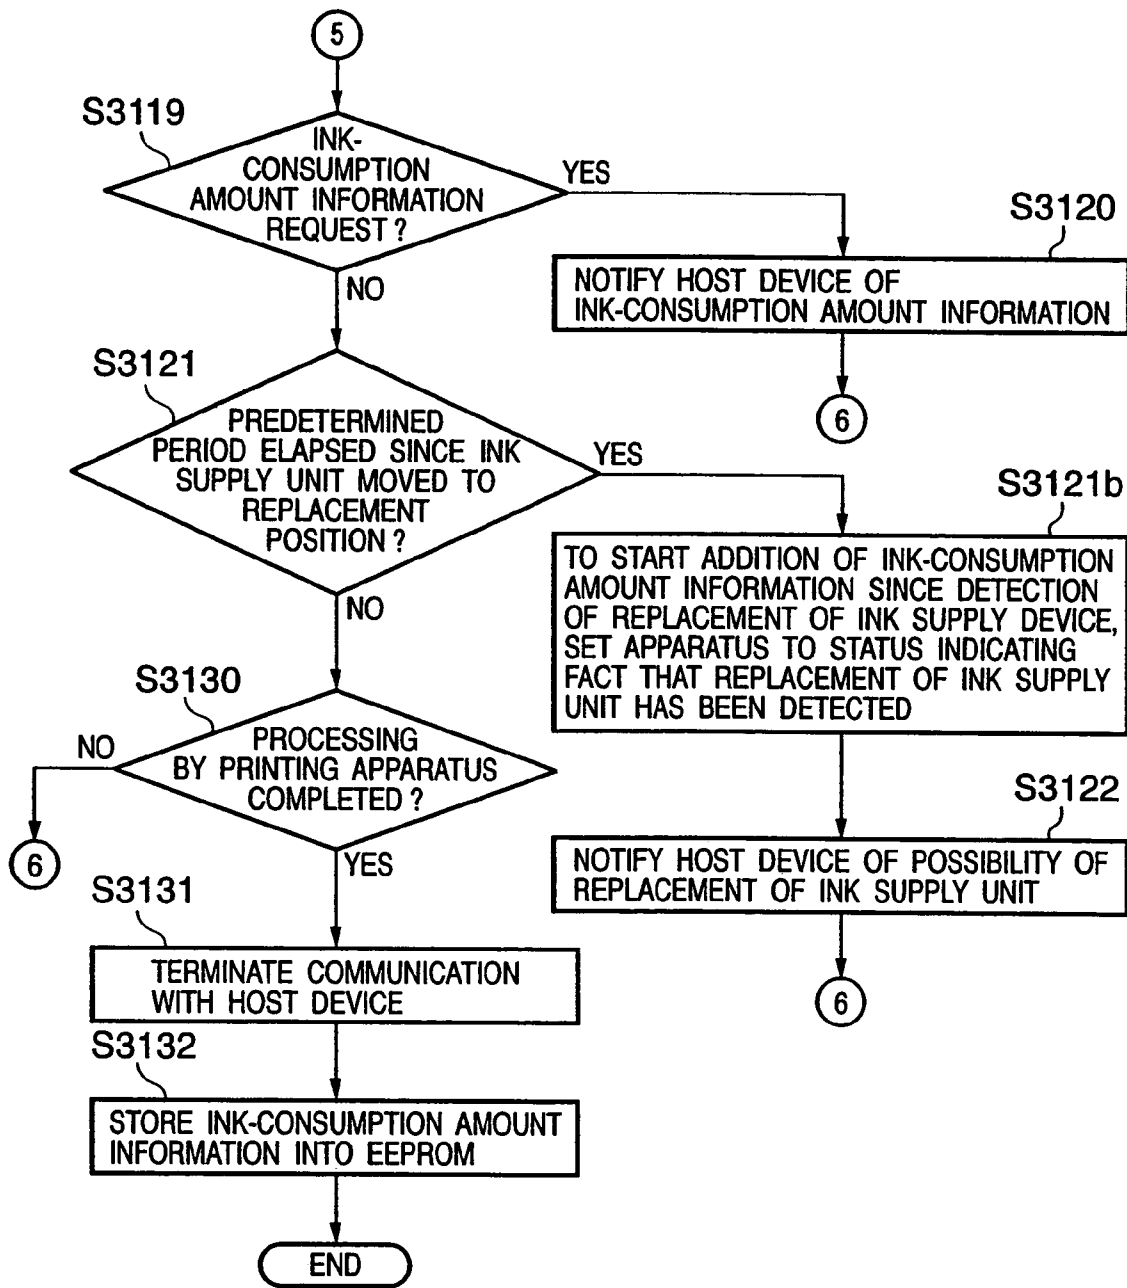 5
S3119
INK-
CONSUMPTION
AMOUNT INFORMATION
REQUEST ?
YES
NO
S3120
NOTIFY HOST DEVICE OF
INK-CONSUMPTION AMOUNT INFORMATION
6
S3121
PREDETERMINED
PERIOD ELAPSED SINCE INK
SUPPLY UNIT MOVED TO
REPLACEMENT
POSITION ?
YES
NO
S3121b
TO START ADDITION OF INK-CONSUMPTION
AMOUNT INFORMATION SINCE DETECTION
OF REPLACEMENT OF INK SUPPLY DEVICE,
SET APPARATUS TO STATUS INDICATING
FACT THAT REPLACEMENT OF INK SUPPLY
UNIT HAS BEEN DETECTED
S3122
NOTIFY HOST DEVICE OF POSSIBILITY OF
REPLACEMENT OF INK SUPPLY UNIT
6
S3130
PROCESSING
BY PRINTING APPARATUS
COMPLETED ?
NO
6
YES
S3131
TERMINATE COMMUNICATION
WITH HOST DEVICE
S3132
STORE INK-CONSUMPTION AMOUNT
INFORMATION INTO EEPROM
END